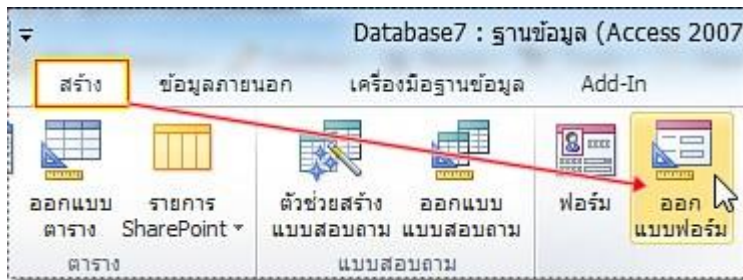 Database7 : ฐานข้อมูล (Access 2007
สร้าง ข้อมูลภายนอก เครื่องมือฐานข้อมูล Add-In
ออกแบบ รายการ ตัวช่วยสร้าง ออกแบบ ฟอร์ม ออก
ตาราง SharePoint แบบสอบถาม แบบสอบถาม แบบฟอร์ม
ตาราง แบบสอบถาม